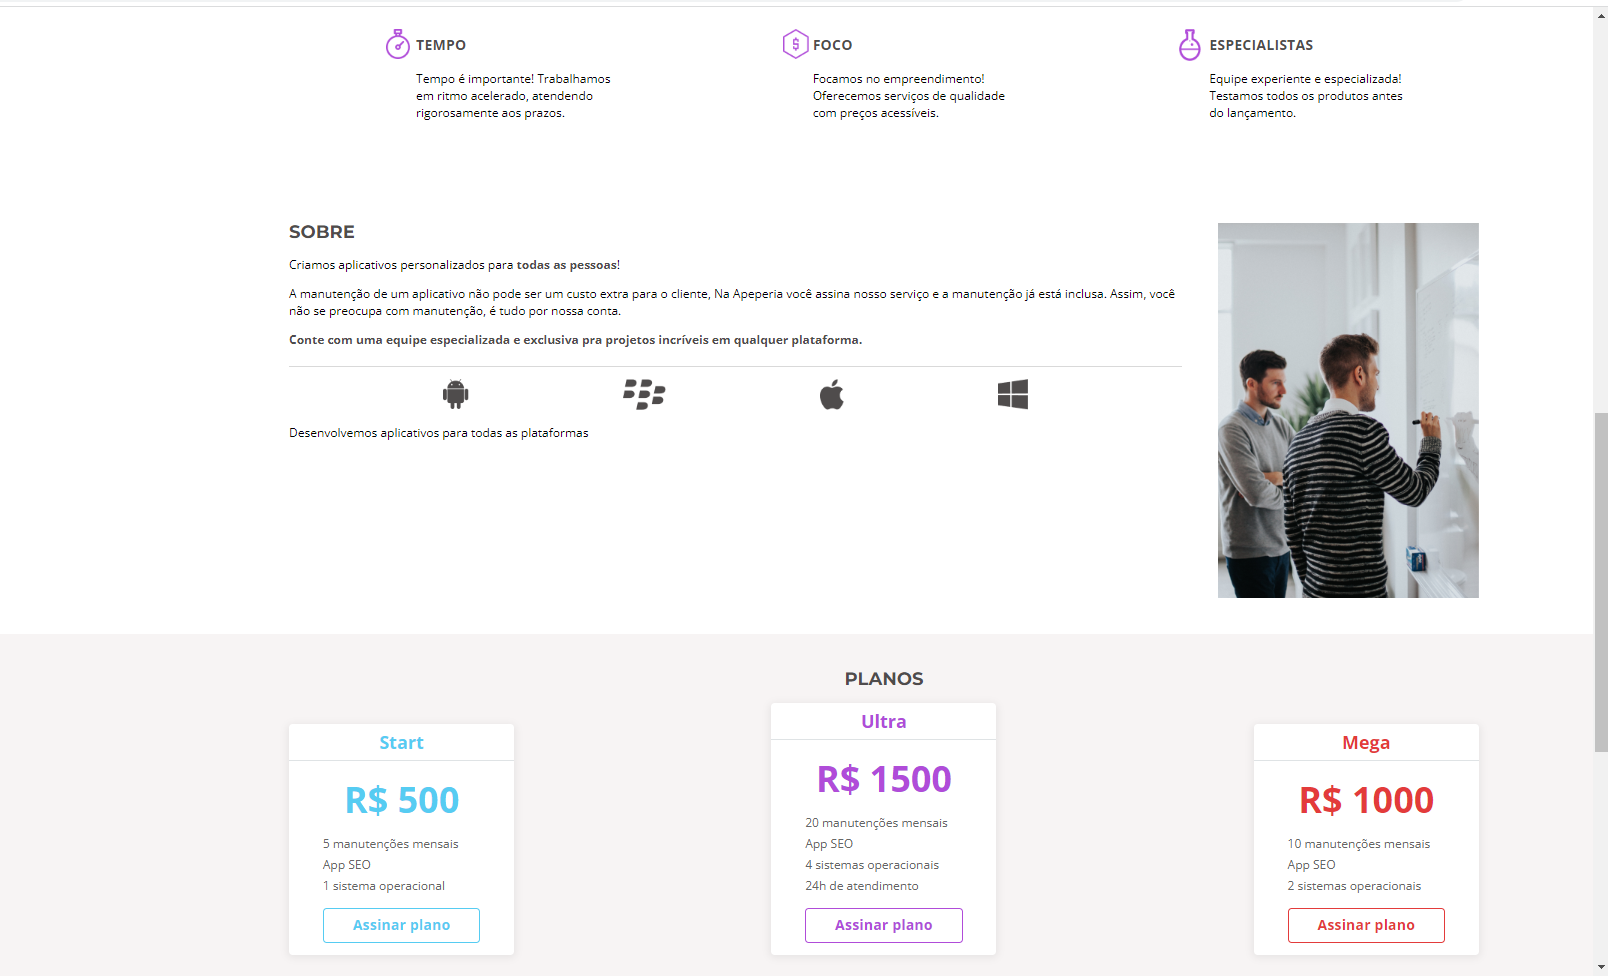 TEMPO
Tempo é importante! Trabalhamos
em ritmo acelerado, atendendo
rigorosamente aos prazos.
FOCO
Focamos no empreendimento!
Oferecemos serviços de qualidade
com preços acessíveis.
ESPECIALISTAS
Equipe experiente e especializada!
Testamos todos os produtos antes
do lançamento.
SOBRE
Criamos aplicativos personalizados para todas as pessoas!
A manutenção de um aplicativo não pode ser um custo extra para o cliente, Na Apeperia você assina nosso serviço e a manutenção já está inclusa. Assim, você
não se preocupa com manutenção, é tudo por nossa conta.
Conte com uma equipe especializada e exclusiva pra projetos incríveis em qualquer plataforma.
Desenvolvemos aplicativos para todas as plataformas
PLANOS
Start
R$ 500
5 manutenções mensais
App SEO
1 sistema operacional
Assinar plano
Ultra
R$ 1500
20 manutenções mensais
App SEO
4 sistemas operacionais
24h de atendimento
Assinar plano
Mega
R$ 1000
10 manutenções mensais
App SEO
2 sistemas operacionais
Assinar plano